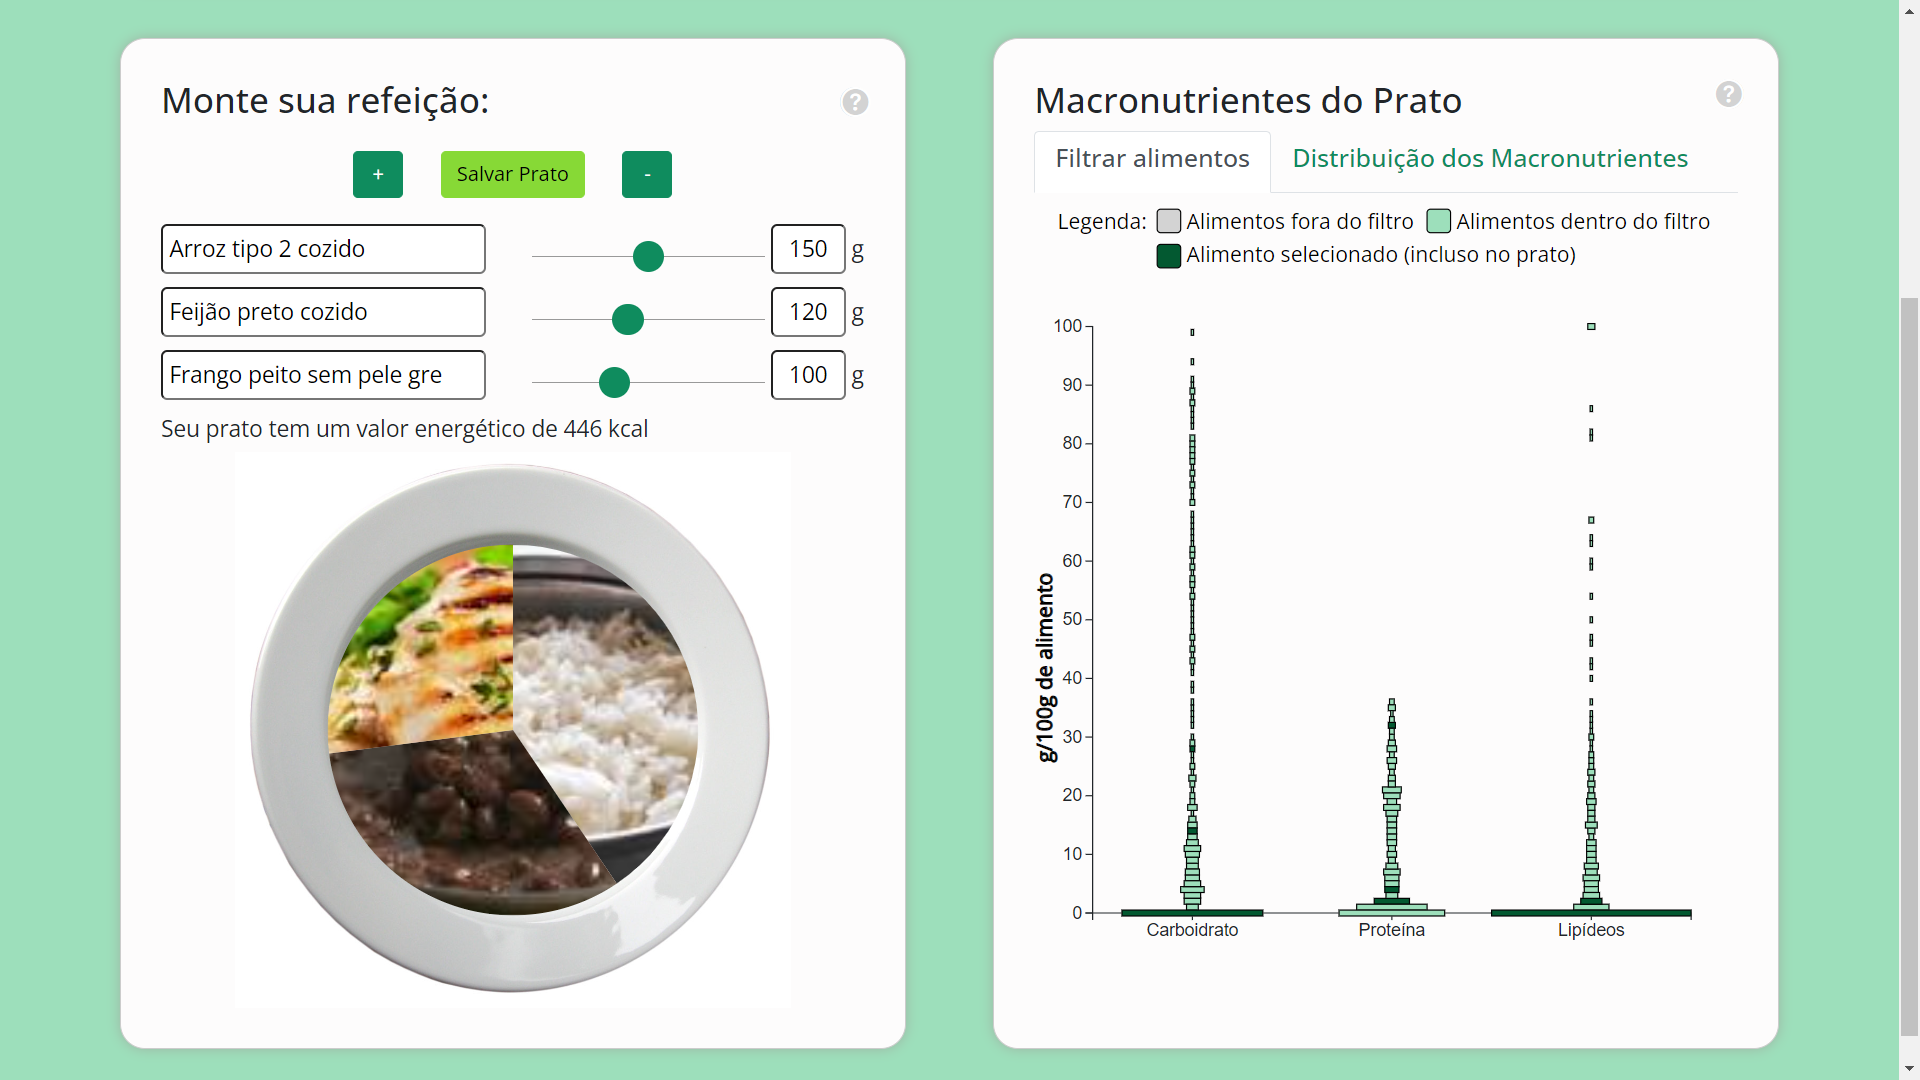 Monte sua refeição:
?
+
Salvar Prato
-
Arroz tipo 2 cozido
150 g
Feijão preto cozido
120 g
Frango peito sem pele gre
100 g
Seu prato tem um valor energético de 446 kcal
Macronutrientes do Prato
?
Filtrar alimentos
Distribuição dos Macronutrientes
Legenda: Alimentos fora do filtro Alimentos dentro do filtro
Alimento selecionado (incluso no prato)
g/100g de alimento
100
90
80
70
60
50
40
30
20
10
0
Carboidrato Proteína Lipídeos